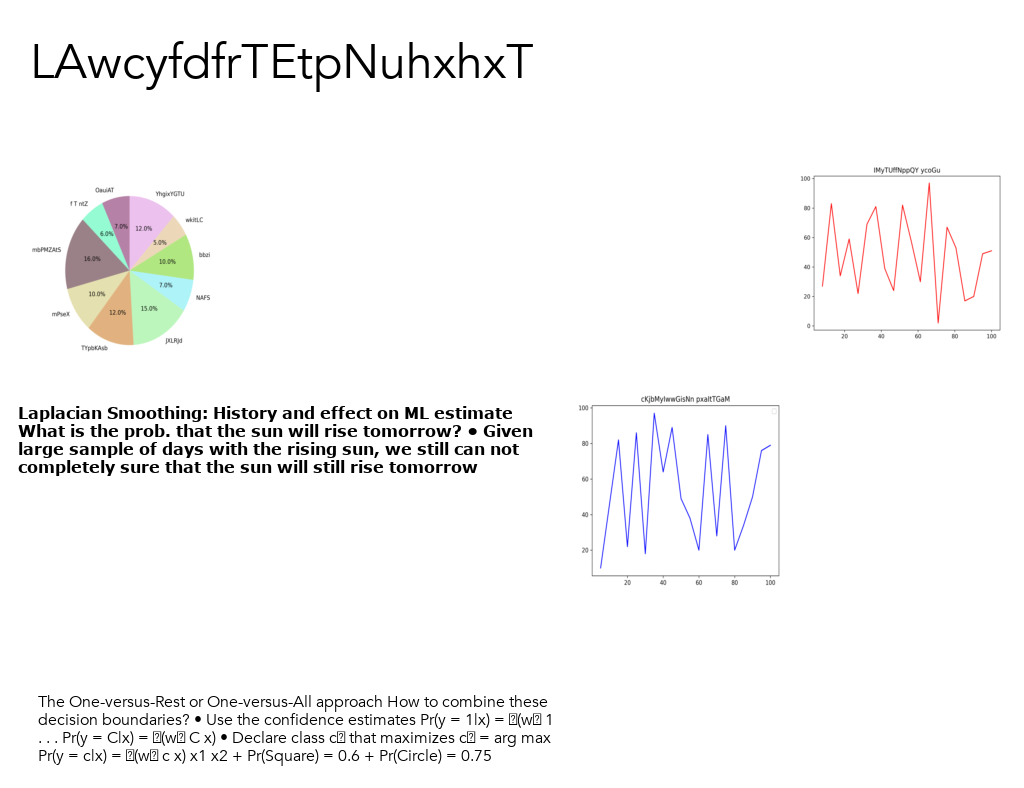 LAwcyfdfrTEtpNuhxhxT
OauiAT
YhgixYGTU
f T ntZ
wkitLC
7.0%
12.0%
6.0%
5.0%
mbPMZAtS
bbzl
16.0%
10.0%
7.0%
10.0%
NAFS
15.0%
12.0%
mPseX
JXLRjd
TYpbKAsb
IMyTUffNppQY ycoGu
100
80
60
40
20
0
20 40 60 80 100
Laplacian Smoothing: History and effect on ML estimate
What is the prob. that the sun will rise tomorrow? • Given
large sample of days with the rising sun, we still can not
completely sure that the sun will still rise tomorrow
cKjbMyIwwGisNn pxaItTGaM
100
80
60
40
20
20 40 60 80 100
The One-versus-Rest or One-versus-All approach How to combine these
decision boundaries? • Use the confidence estimates Pr(y = 1|x) = (w 1
. . . Pr(y = C|x) = (w C x) • Declare class c that maximizes c = arg max
Pr(y = c|x) = (w c x) x1 x2 + Pr(Square) = 0.6 + Pr(Circle) = 0.75